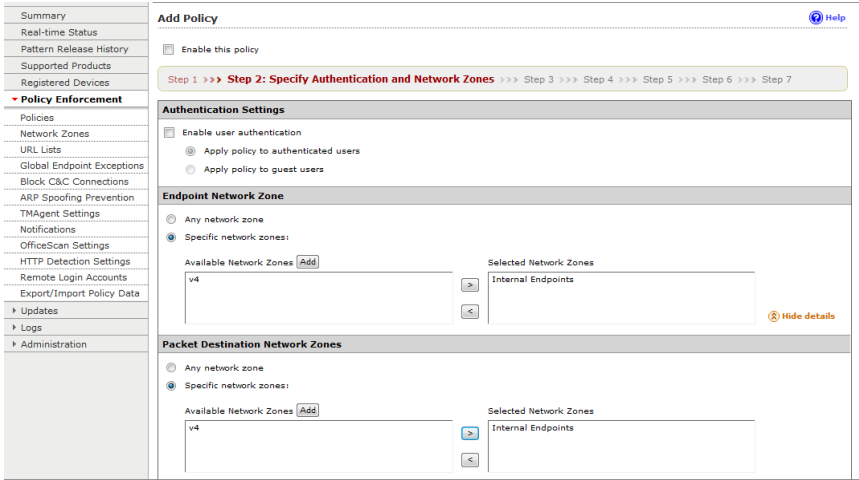 Summary
Real-time Status
Pattern Release History
Supported Products
Registered Devices
Policy Enforcement
Policies
Network Zones
URL Lists
Global Endpoint Exceptions
Block C&C Connections
ARP Spoofing Prevention
TMAgent Settings
Notifications
OfficeScan Settings
HTTP Detection Settings
Remote Login Accounts
Export/Import Policy Data
Updates
Logs
Administration
Add Policy
Help
Enable this policy
Step 1 >>> Step 2: Specify Authentication and Network Zones >>> Step 3 >>> Step 4 >>> Step 5 >>> Step 6 >>> Step 7
Authentication Settings
Enable user authentication
Apply policy to authenticated users
Apply policy to guest users
Endpoint Network Zone
Any network zone
Specific network zones:
Available Network Zones Add
Selected Network Zones
v4
>
<
Internal Endpoints
Hide details
Packet Destination Network Zones
Any network zone
Specific network zones:
Available Network Zones Add
Selected Network Zones
v4
>
<
Internal Endpoints